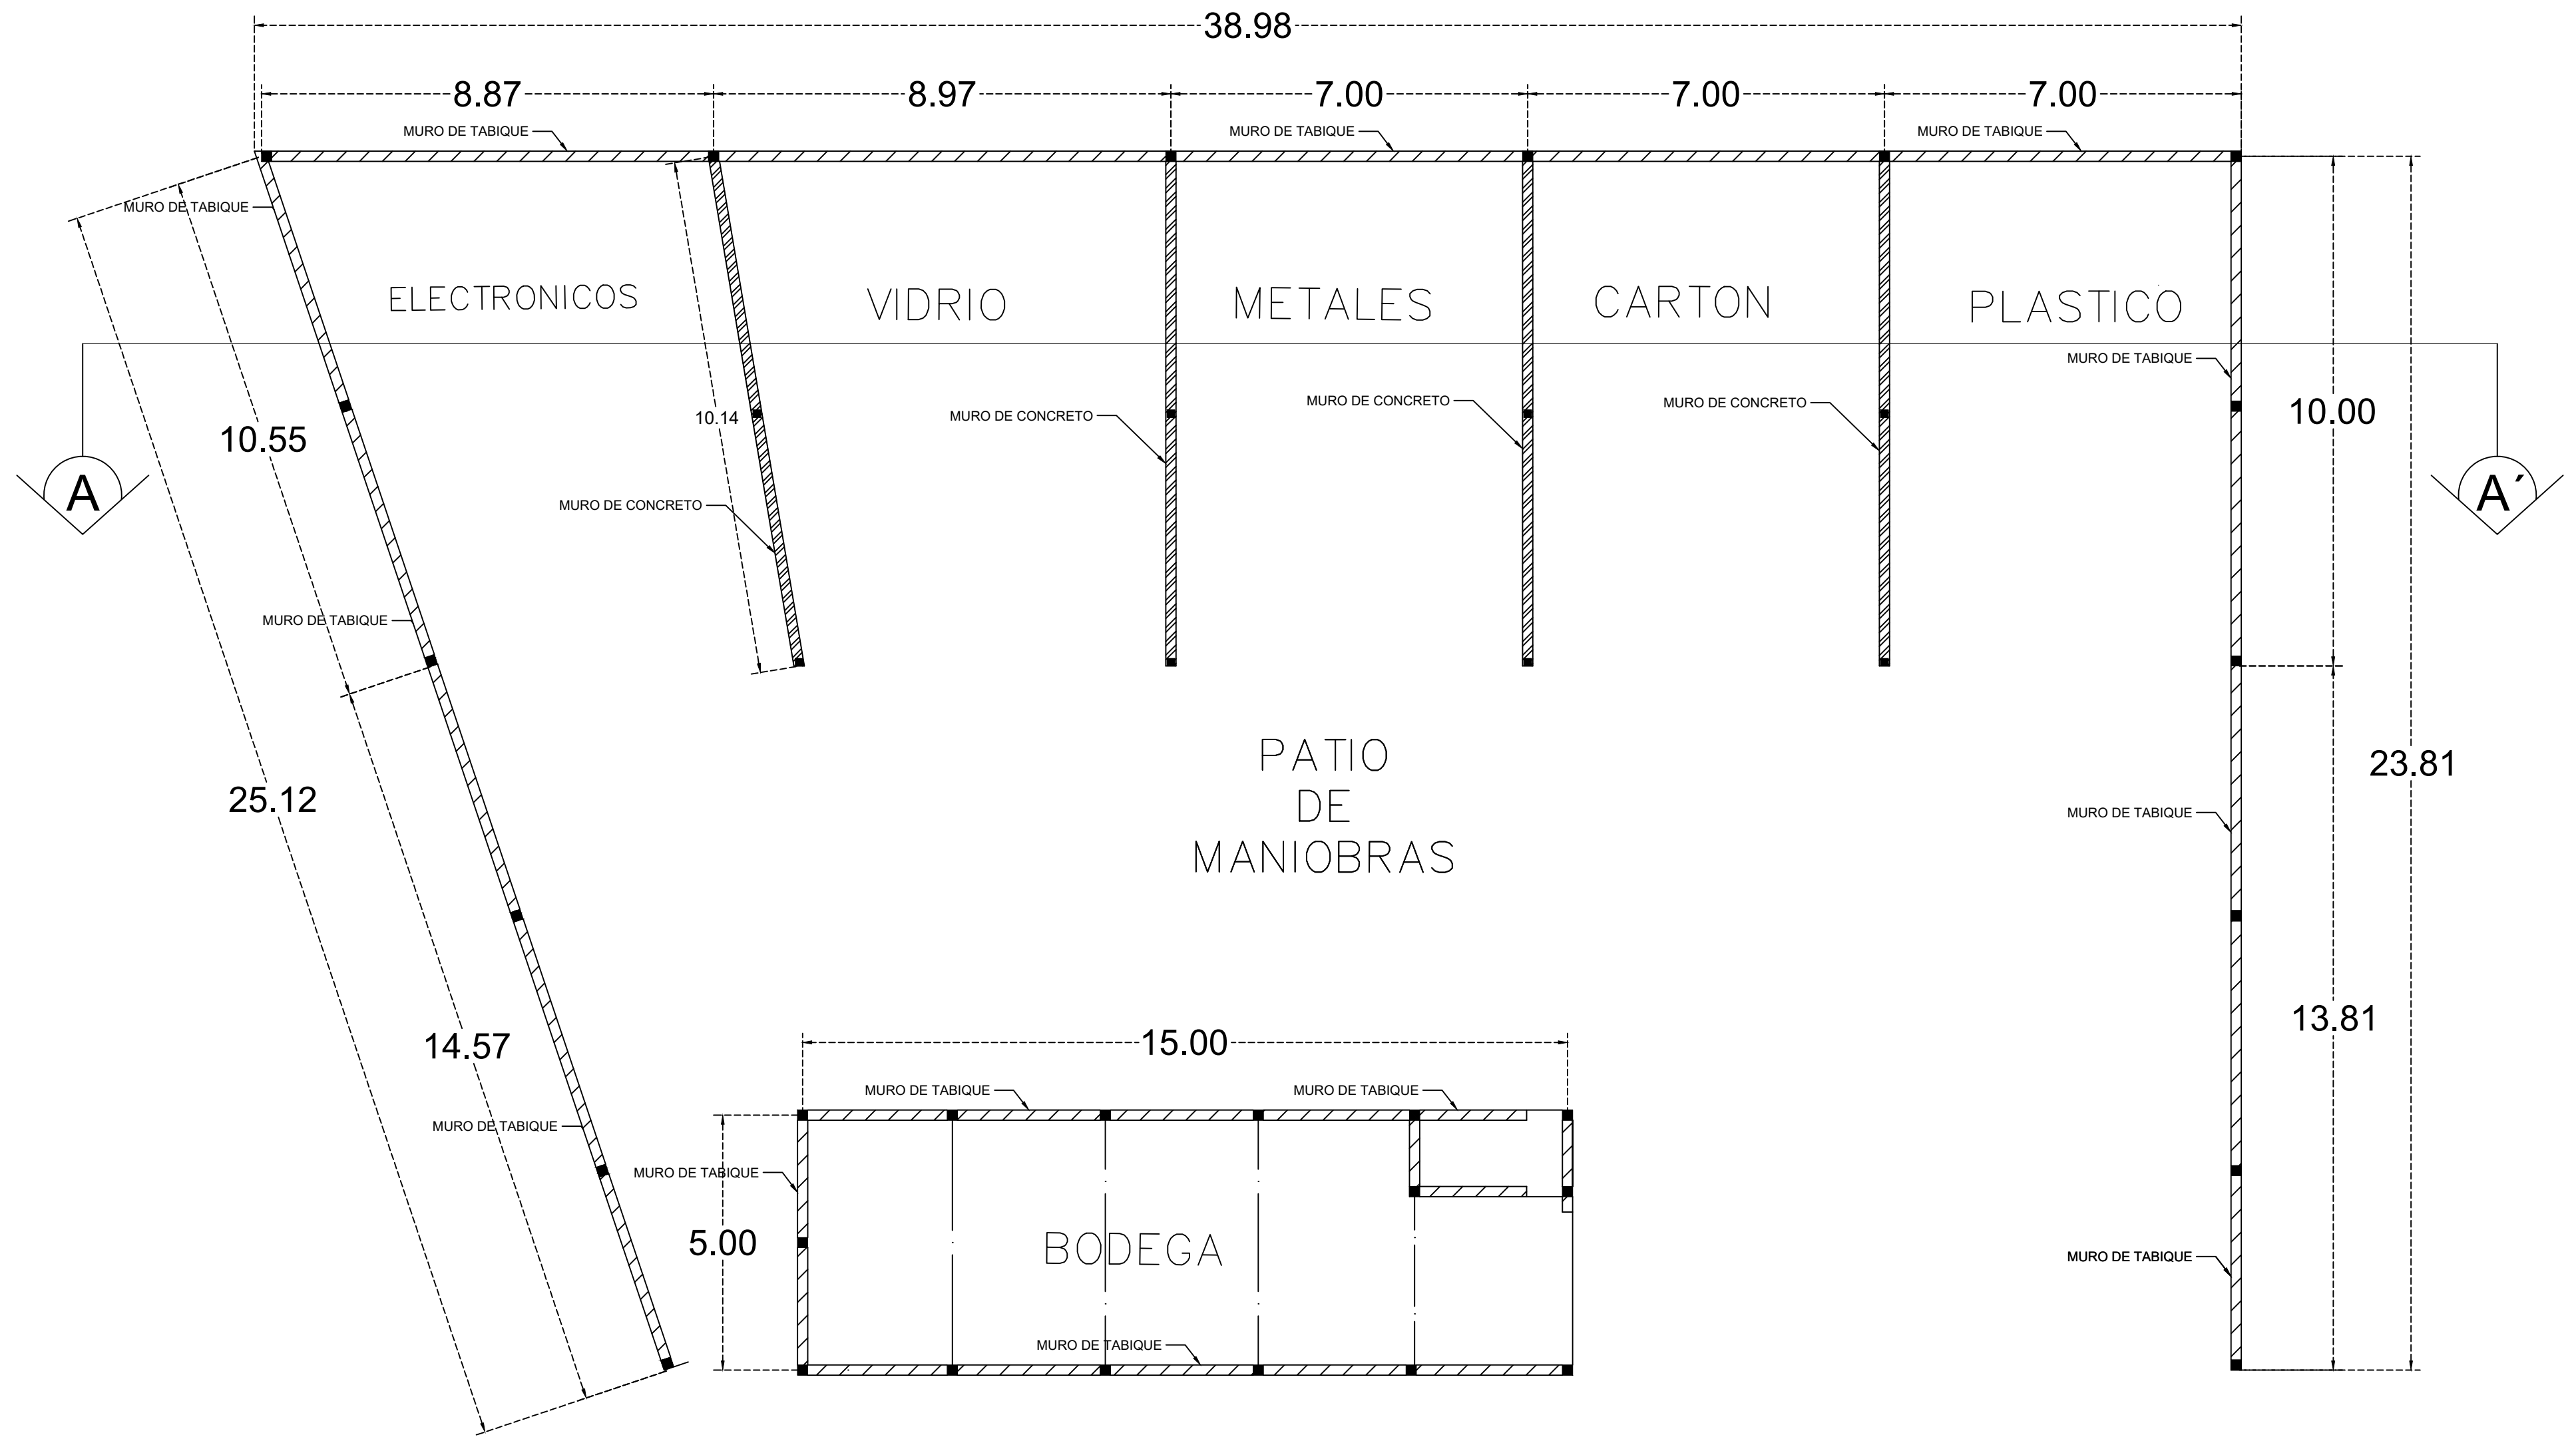 38.98
8.87 8.97 7.00 7.00 7.00
MURO DE TABIQUE MURO DE TABIQUE MURO DE TABIQUE
MURO DE TABIQUE
ELECTRONICOS VIDRIO METALES CARTON PLASTICO
MURO DE TABIQUE
10.55 10.14 MURO DE CONCRETO MURO DE CONCRETO MURO DE CONCRETO 10.00
A MURO DE CONCRETO A´
MURO DE TABIQUE
PATIO
DE
MANIOBRAS
25.12 23.81
MURO DE TABIQUE
14.57 15.00 13.81
MURO DE TABIQUE MURO DE TABIQUE
MURO DE TABIQUE
MURO DE TABIQUE
5.00 BODEGA MURO DE TABIQUE
MURO DE TABIQUE